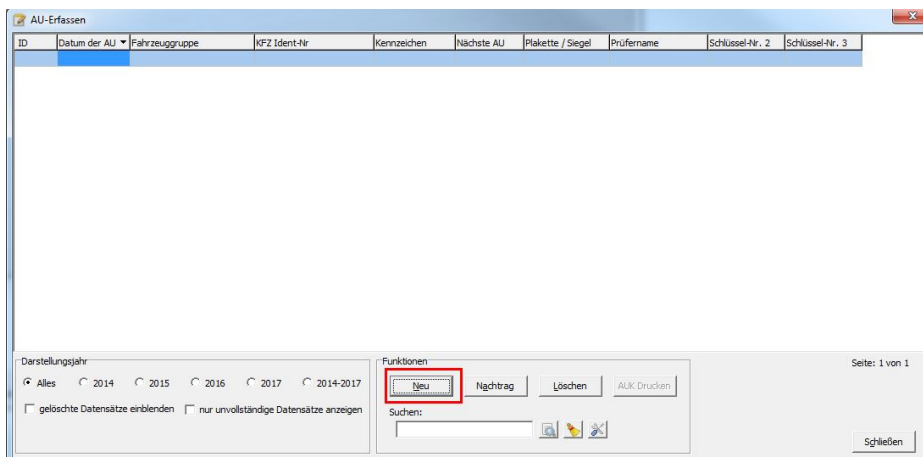 AU-Erfassen
ID Datum der AU Fahrzeuggruppe KFZ Ident-Nr Kennzeichen Nächste AU Plakette / Siegel Prüfername Schlüssel-Nr. 2 Schlüssel-Nr. 3
Darstellungsjahr
Alles 2014 2015 2016 2017 2014-2017
gelöschte Datensätze einblenden nur unvollständige Datensätze anzeigen
Funktionen
Neu Nachtrag Löschen AUK Drucken
Suchen:
Seite: 1 von 1
Schließen